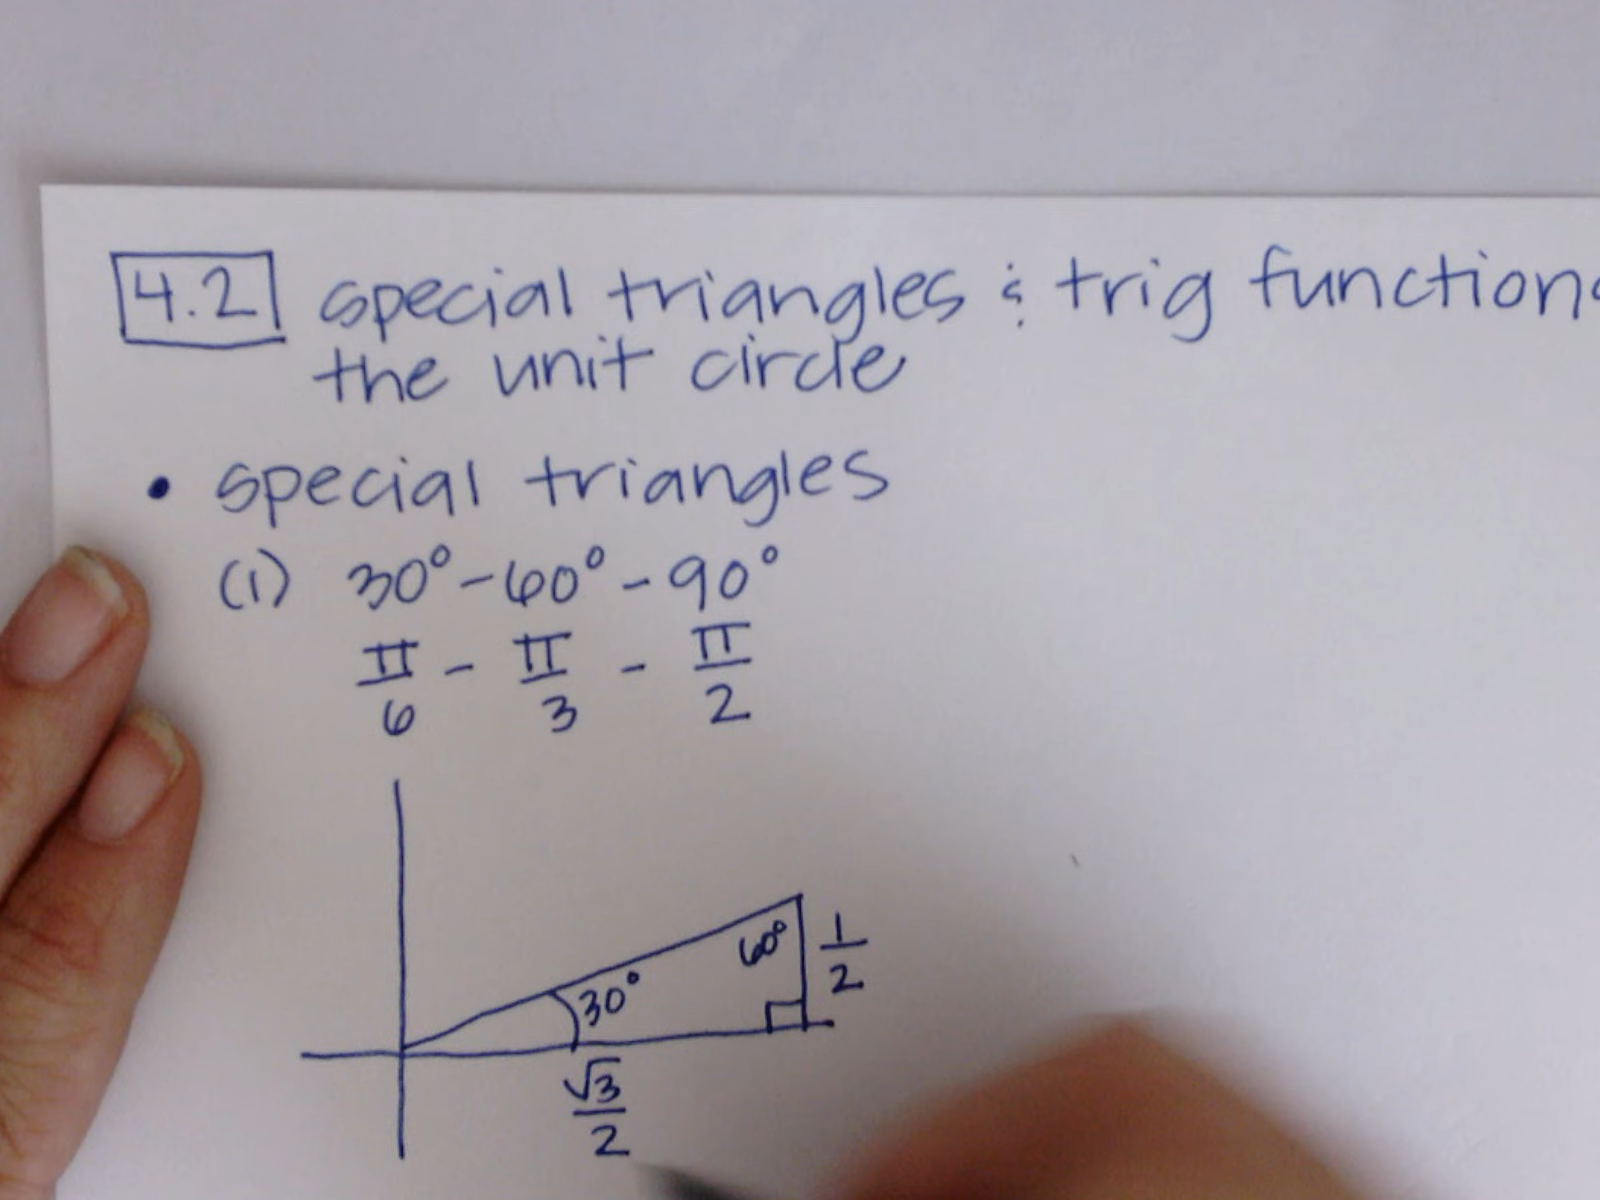 4.2 special triangles & trig function
the unit circle
• special triangles
(1) 30° - 60° - 90°
π/6 - π/3 - π/2
60° 1/2
30°
√3/2